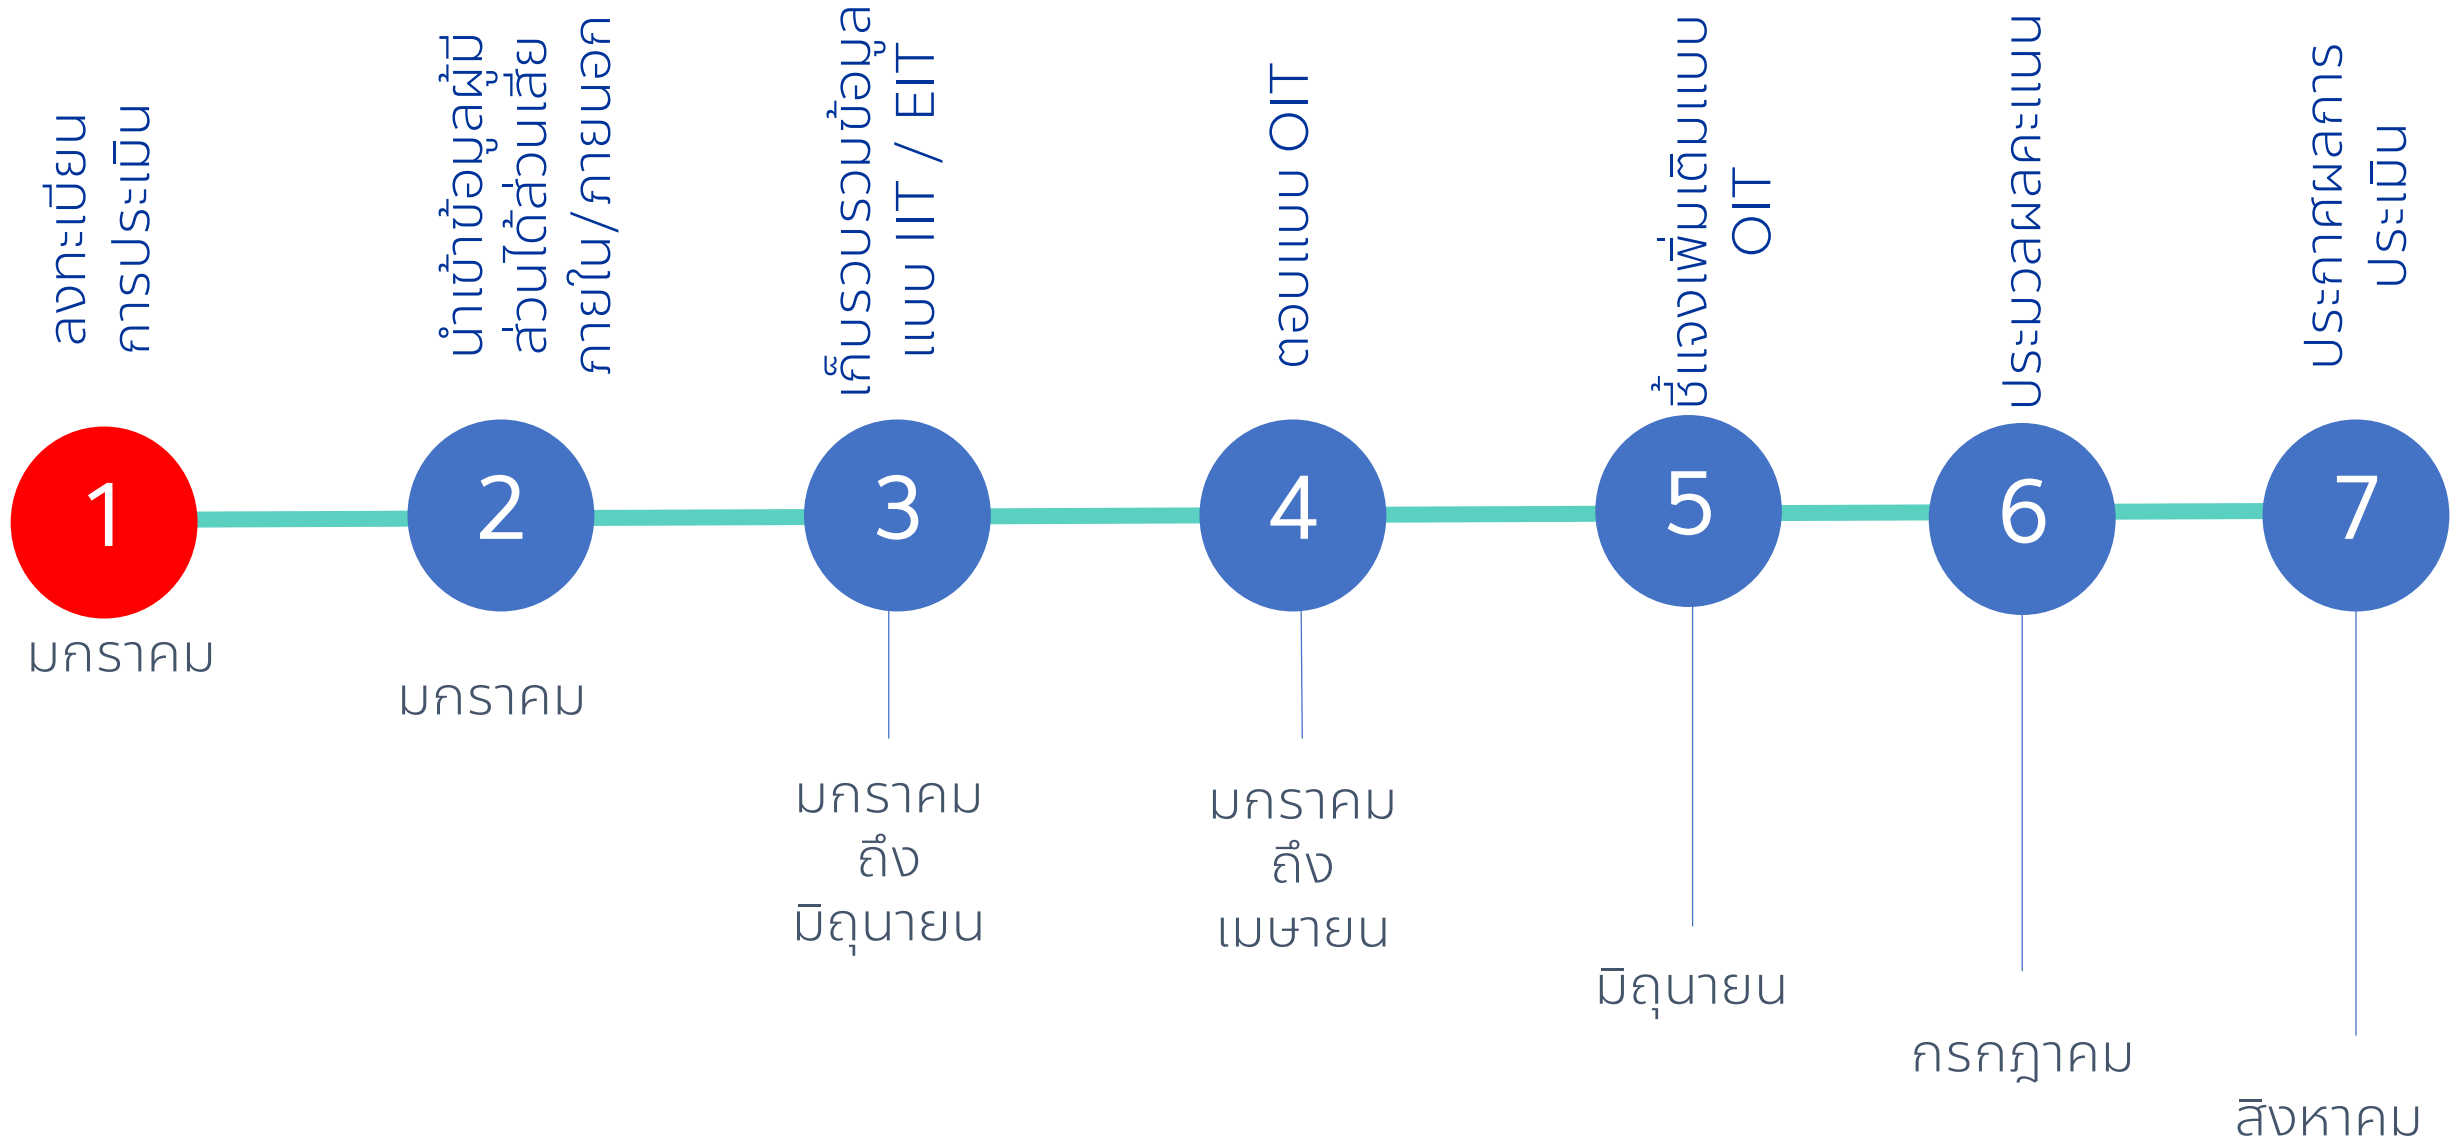 ลงทะเบียน
การประเมิน
นำเข้าข้อมูลผู้มี
ส่วนได้ส่วนเสีย
ภายใน/ภายนอก
เก็บรวบรวมข้อมูล
แบบ IIT / EIT
ตอบแบบ OIT
ชี้แจงเพิ่มเติมแบบ
OIT
ประมวลผลคะแนน
ประกาศผลการ
ประเมิน
1
2
3
4
5
6
7
มกราคม
มกราคม
มกราคม
ถึง
มิถุนายน
มกราคม
ถึง
เมษายน
มิถุนายน
กรกฎาคม
สิงหาคม